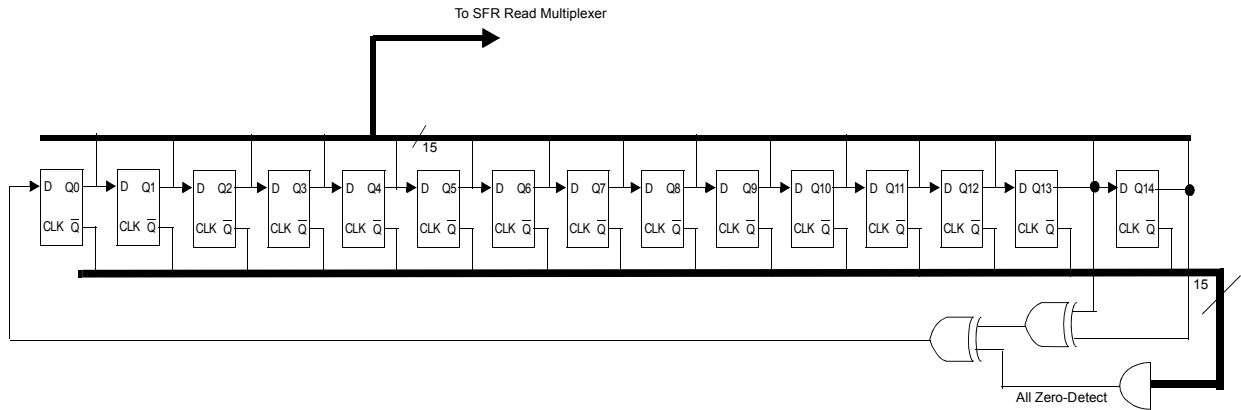 To SFR Read Multiplexer
15
D Q0 D Q1 D Q2 D Q3 D Q4 D Q5 D Q6 D Q7 D Q8 D Q9 D Q10 D Q11 D Q12 D Q13 D Q14
CLK Q̅ CLK Q̅ CLK Q̅ CLK Q̅ CLK Q̅ CLK Q̅ CLK Q̅ CLK Q̅ CLK Q̅ CLK Q̅ CLK Q̅ CLK Q̅ CLK Q̅ CLK Q̅ CLK Q̅
15
All Zero-Detect